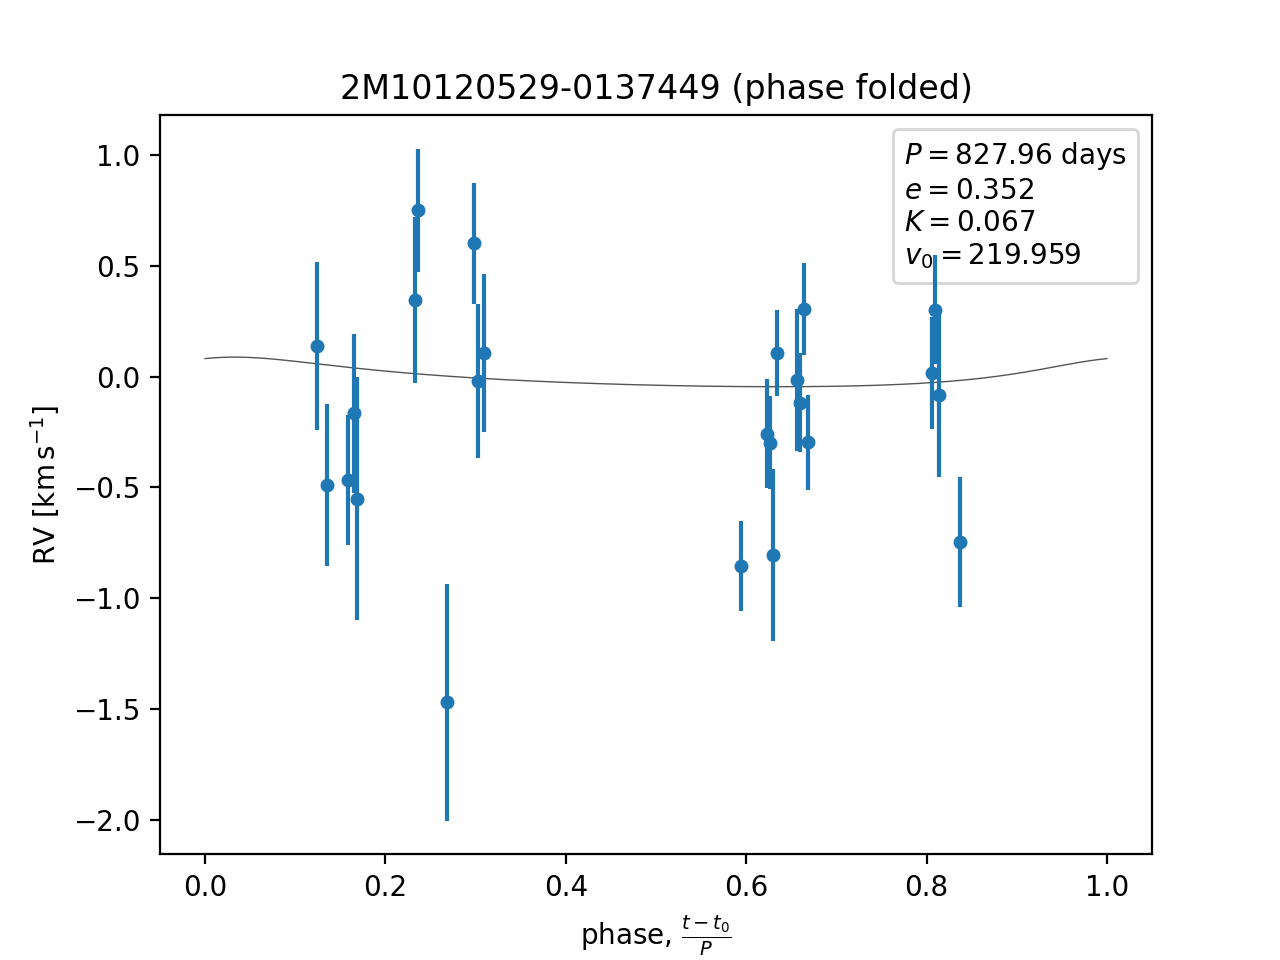 2M10120529-0137449 (phase folded)
P = 827.96 days
e = 0.352
K = 0.067
v₀ = 219.959
1.0
0.5
0.0
−0.5
−1.0
−1.5
−2.0
RV [km s⁻¹]
0.0 0.2 0.4 0.6 0.8 1.0
phase, (t − t₀)/P